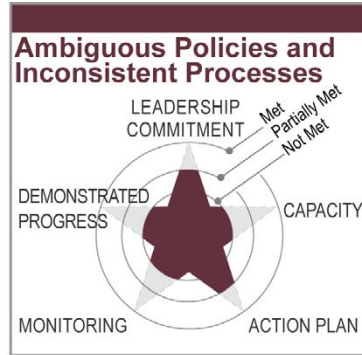 Ambiguous Policies and
Inconsistent Processes
LEADERSHIP
COMMITMENT
Met
Partially Met
Not Met
DEMONSTRATED
PROGRESS
CAPACITY
MONITORING
ACTION PLAN